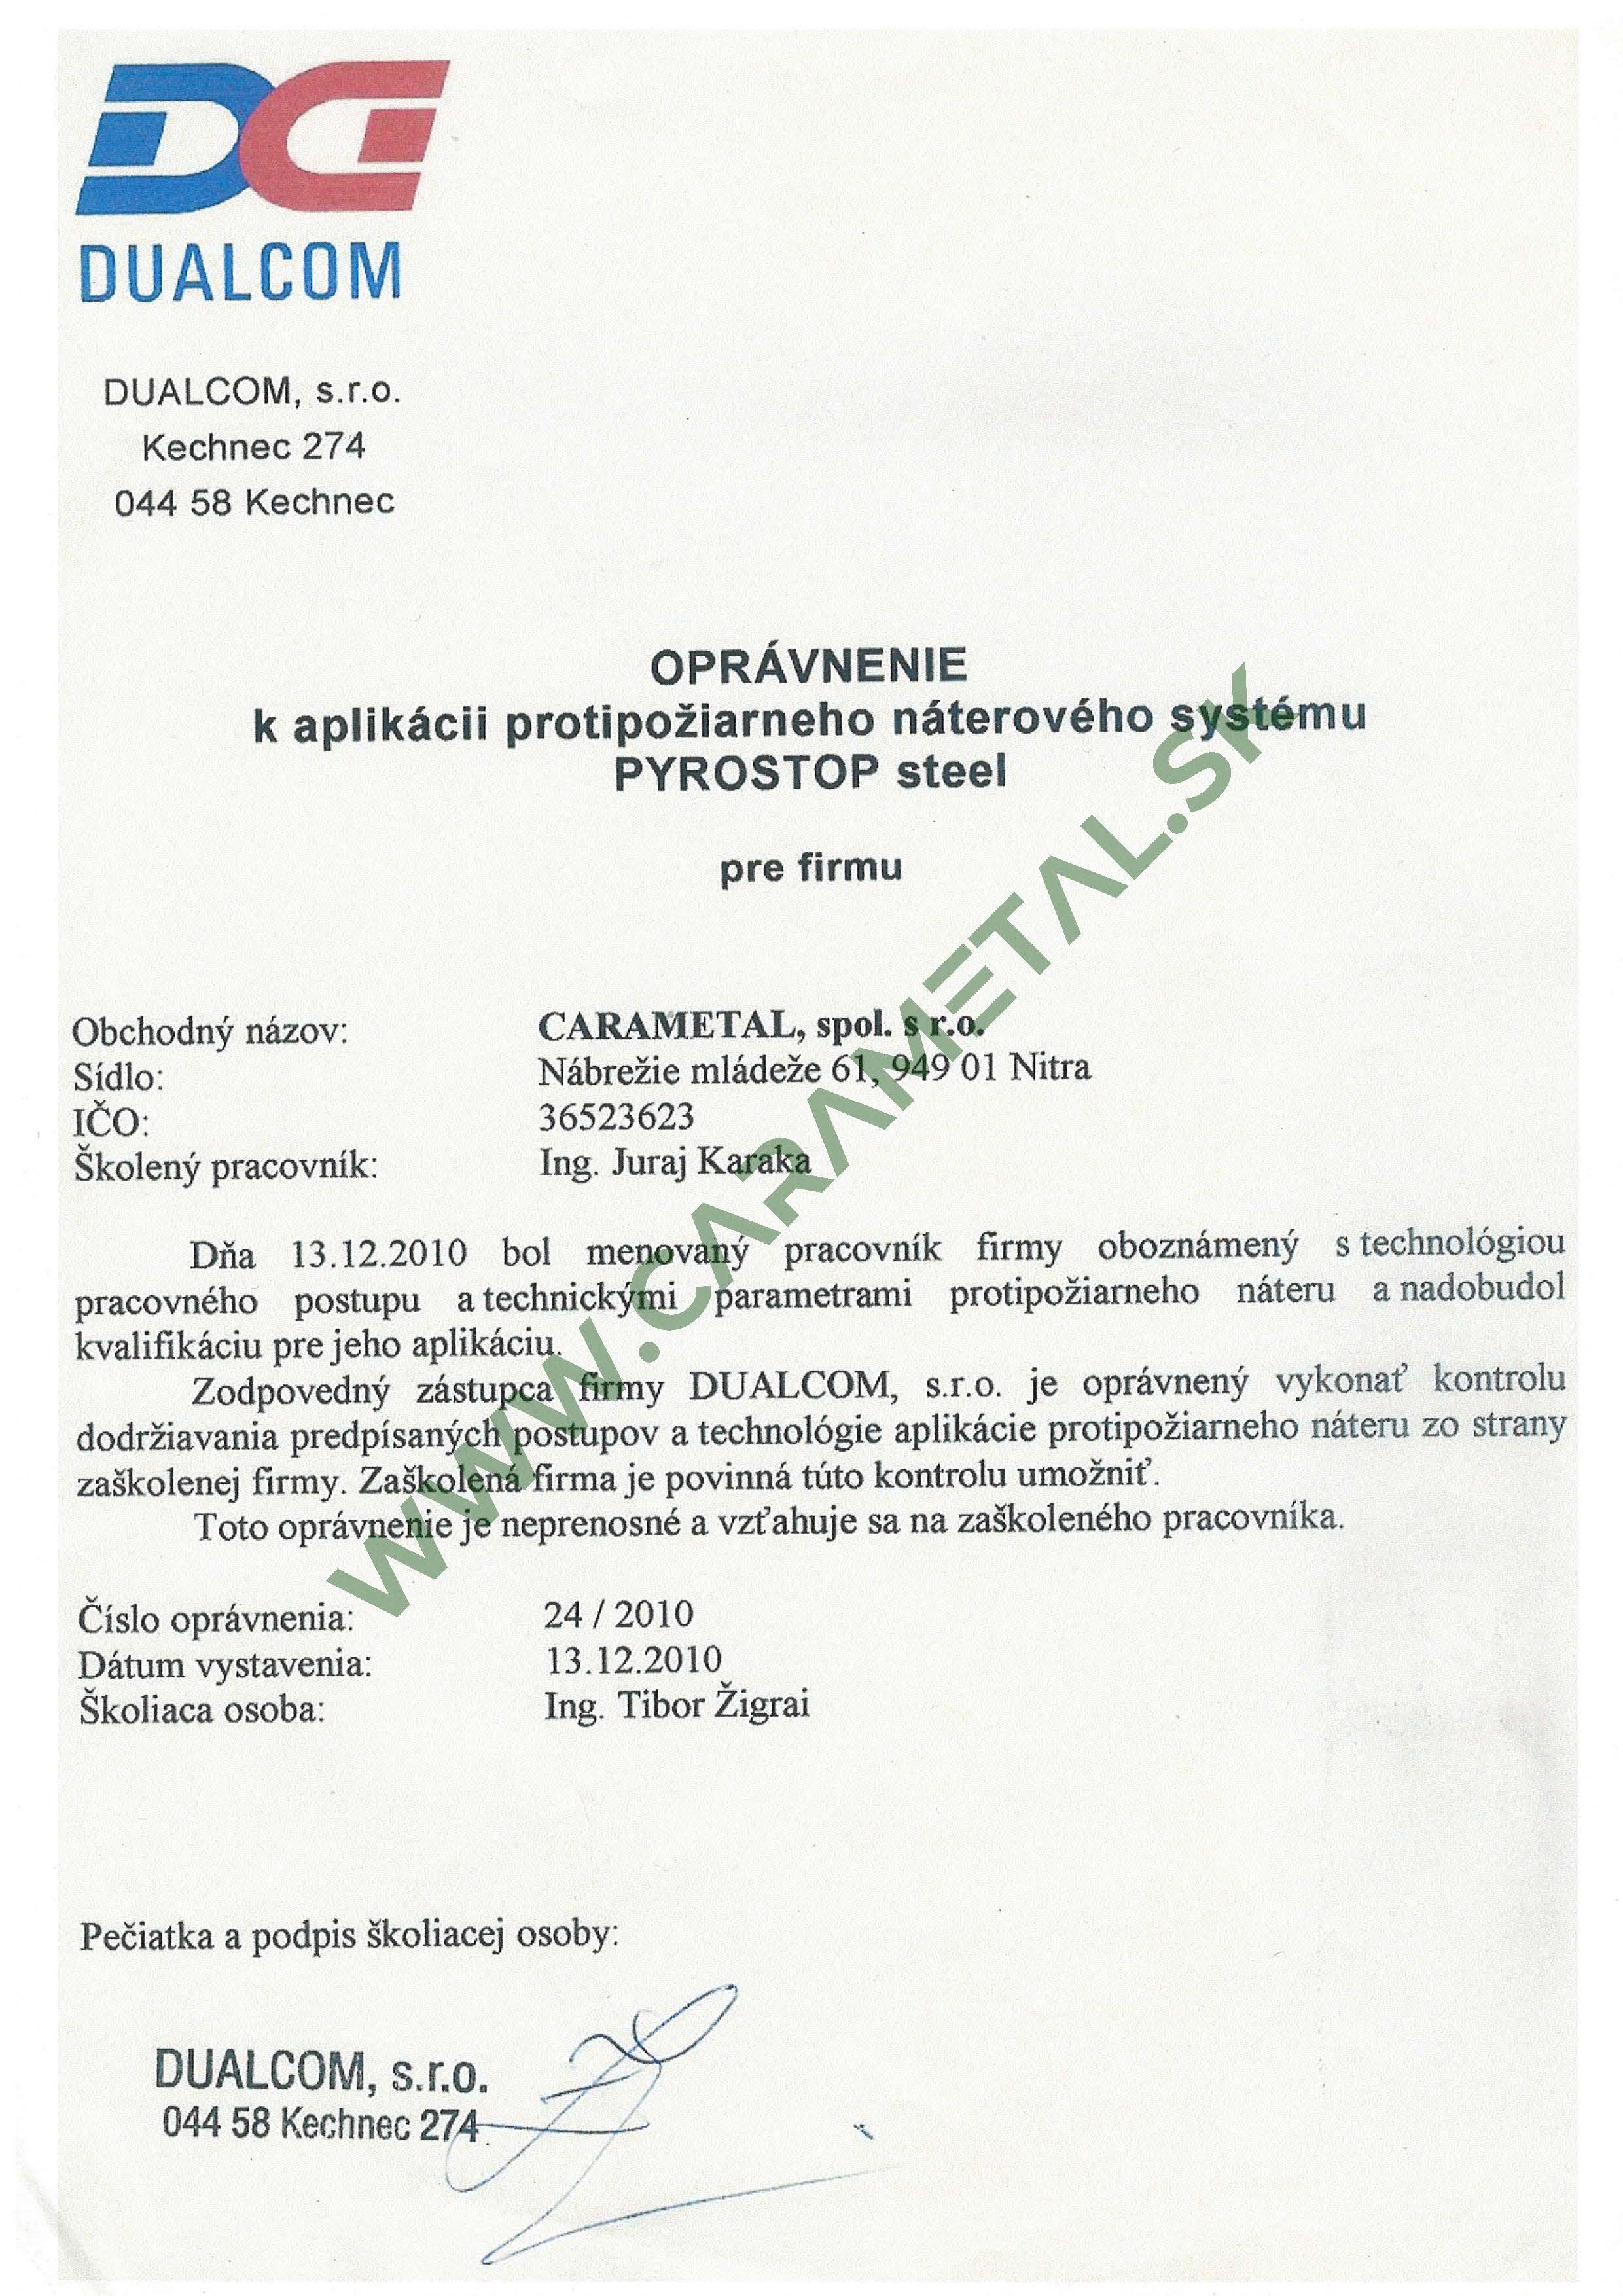 DUALCOM
DUALCOM, s.r.o.
Kechnec 274
044 58 Kechnec
OPRÁVNENIE
k aplikácii protipožiarneho náterového systému
PYROSTOP steel
pre firmu
Obchodný názov: CARAMETAL, spol. s r.o.
Sídlo: Nábrežie mládeže 61, 949 01 Nitra
IČO: 36523623
Školený pracovník: Ing. Juraj Karaka
Dňa 13.12.2010 bol menovaný pracovník firmy oboznámený s technológiou
pracovného postupu a technickými parametrami protipožiarneho náteru a nadobudol
kvalifikáciu pre jeho aplikáciu.
Zodpovedný zástupca firmy DUALCOM, s.r.o. je oprávnený vykonať kontrolu
dodržiavania predpísaných postupov a technológie aplikácie protipožiarneho náteru zo strany
zaškolenej firmy. Zaškolená firma je povinná túto kontrolu umožniť.
Toto oprávnenie je neprenosné a vzťahuje sa na zaškoleného pracovníka.
Číslo oprávnenia: 24 / 2010
Dátum vystavenia: 13.12.2010
Školiaca osoba: Ing. Tibor Žigrai
Pečiatka a podpis školiacej osoby:
DUALCOM, s.r.o.
044 58 Kechnec 274
WWW.CARAMETAL.SK